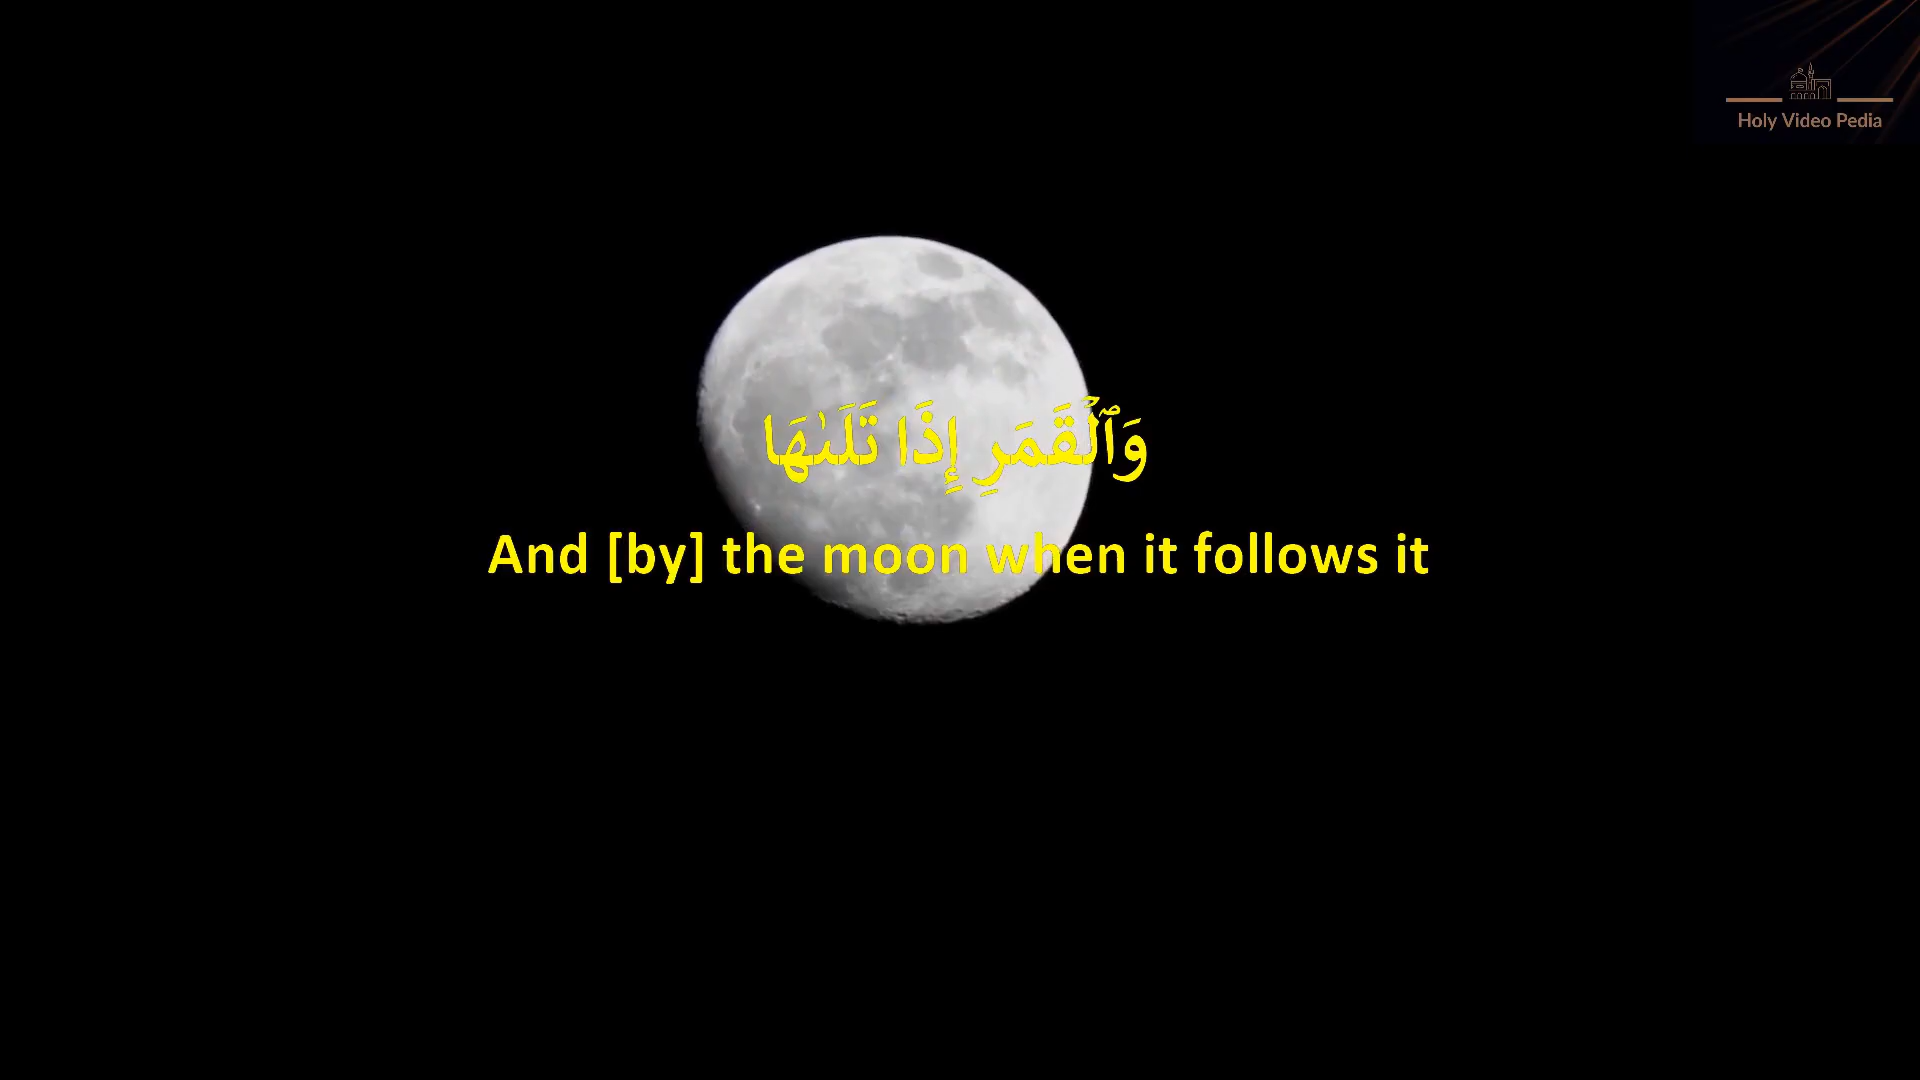 Holy Video Pedia
وَٱلْقَمَرِ إِذَا تَلَىٰهَا
And [by] the moon when it follows it